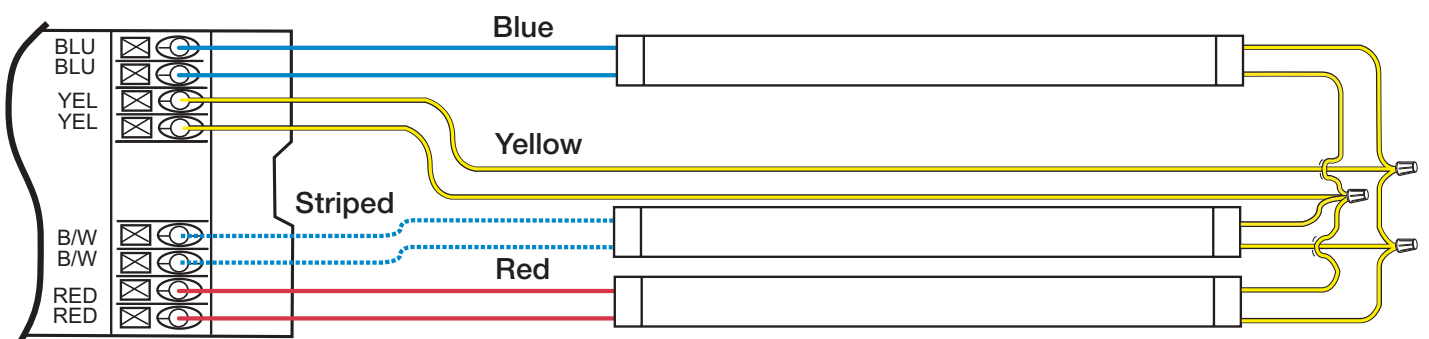 Blue
BLU
BLU
YEL
YEL
Yellow
Striped
B/W
B/W
Red
RED
RED